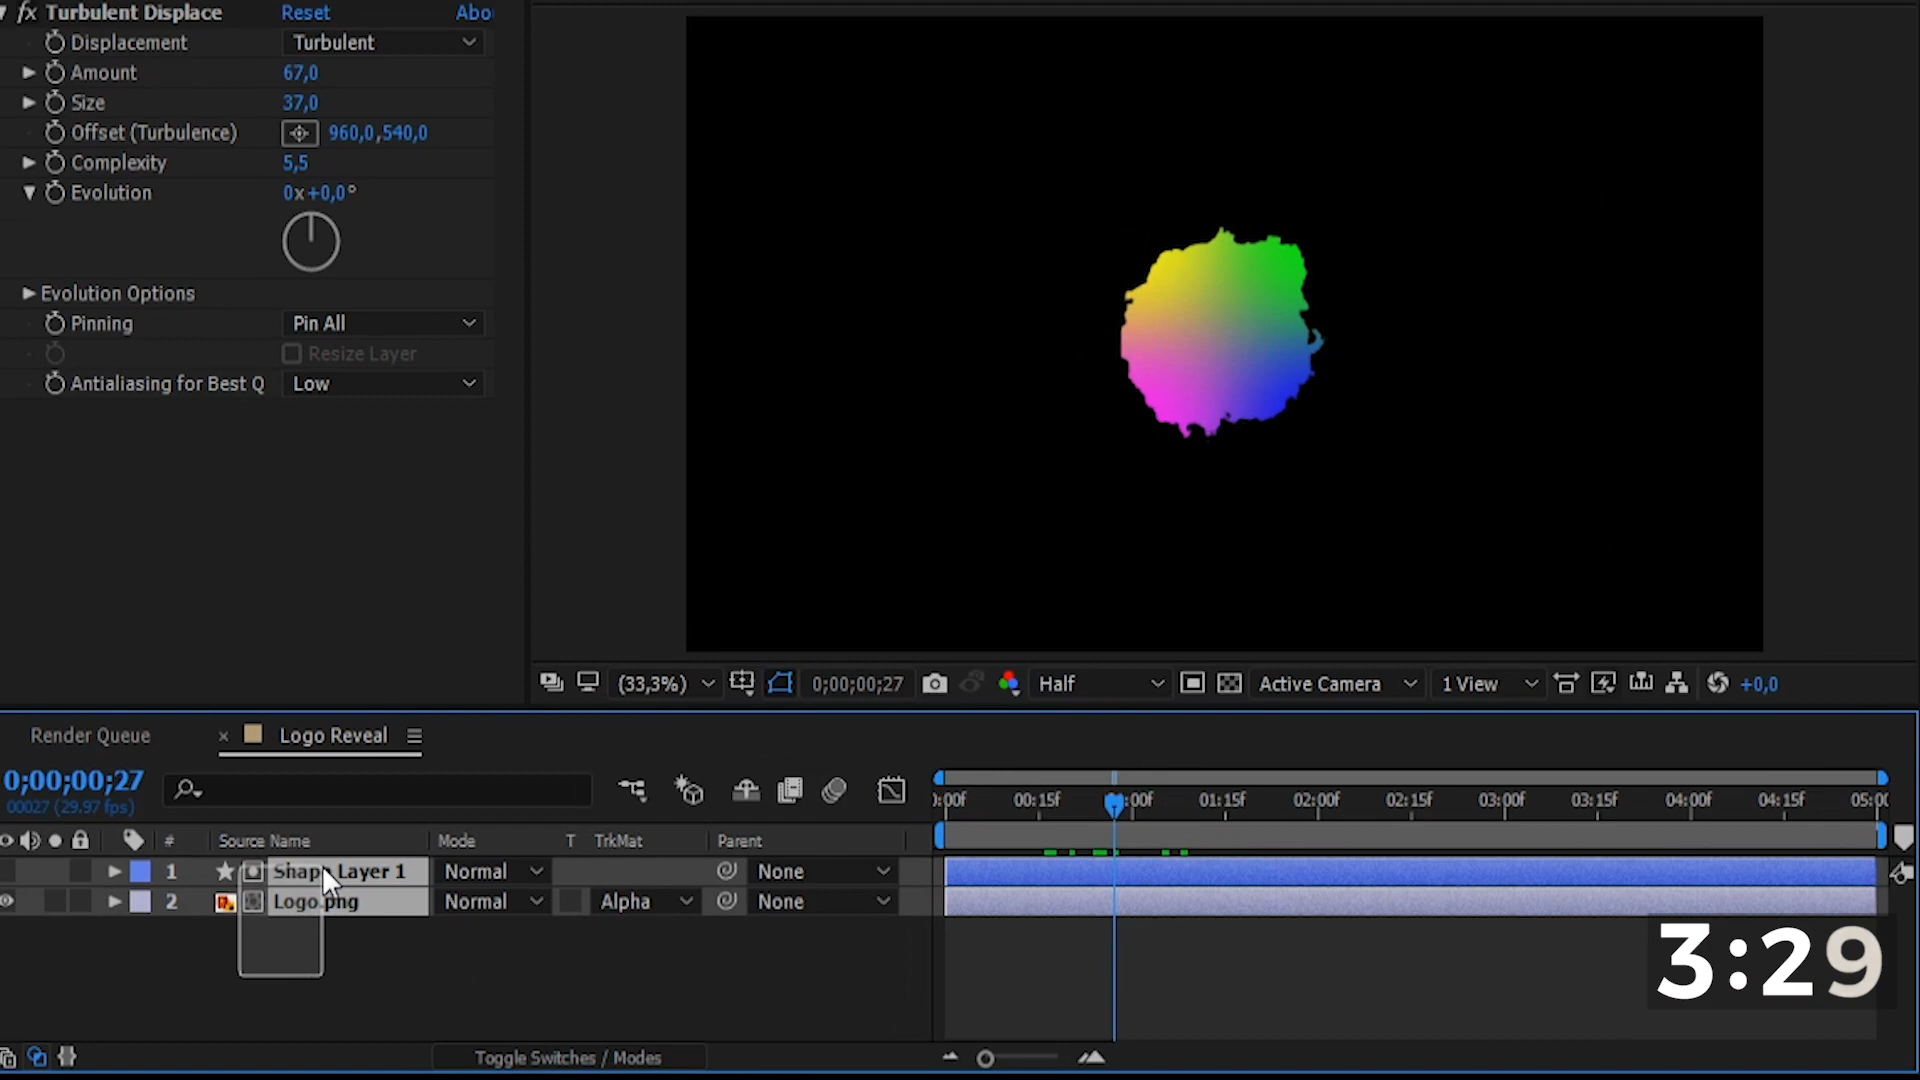 fx Turbulent Displace Reset Abo
Displacement Turbulent
Amount 67,0
Size 37,0
Offset (Turbulence) 960,0,540,0
Complexity 5,5
Evolution 0x+0,0°
Evolution Options
Pinning Pin All
Resize Layer
Antialiasing for Best Q Low
(33,3%) 0;00;00;27 Half Active Camera 1 View +0,0
Render Queue × Logo Reveal
0;00;00;27
00027 (29.97 fps)
):00f 00:15f :00f 01:15f 02:00f 02:15f 03:00f 03:15f 04:00f 04:15f 05:00
# Source Name Mode T TrkMat Parent
1 Shape Layer 1 Normal None
2 Logo.png Normal Alpha None
3:29
Toggle Switches / Modes